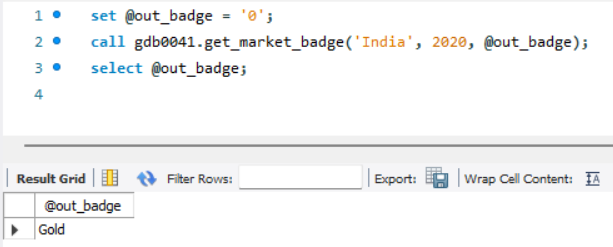 1 set @out_badge = '0';
2 call gdb0041.get_market_badge('India', 2020, @out_badge);
3 select @out_badge;
4
Result Grid Filter Rows: Export: Wrap Cell Content: IA
@out_badge
Gold